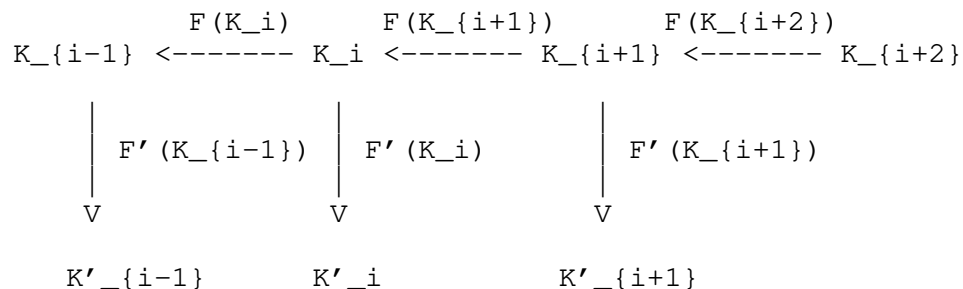 F(K_i) F(K_{i+1}) F(K_{i+2})
K_{i-1} <------- K_i <------- K_{i+1} <------- K_{i+2}
| | |
| F'(K_{i-1}) | F'(K_i) | F'(K_{i+1})
| | |
V V V
K'_{i-1} K'_i K'_{i+1}